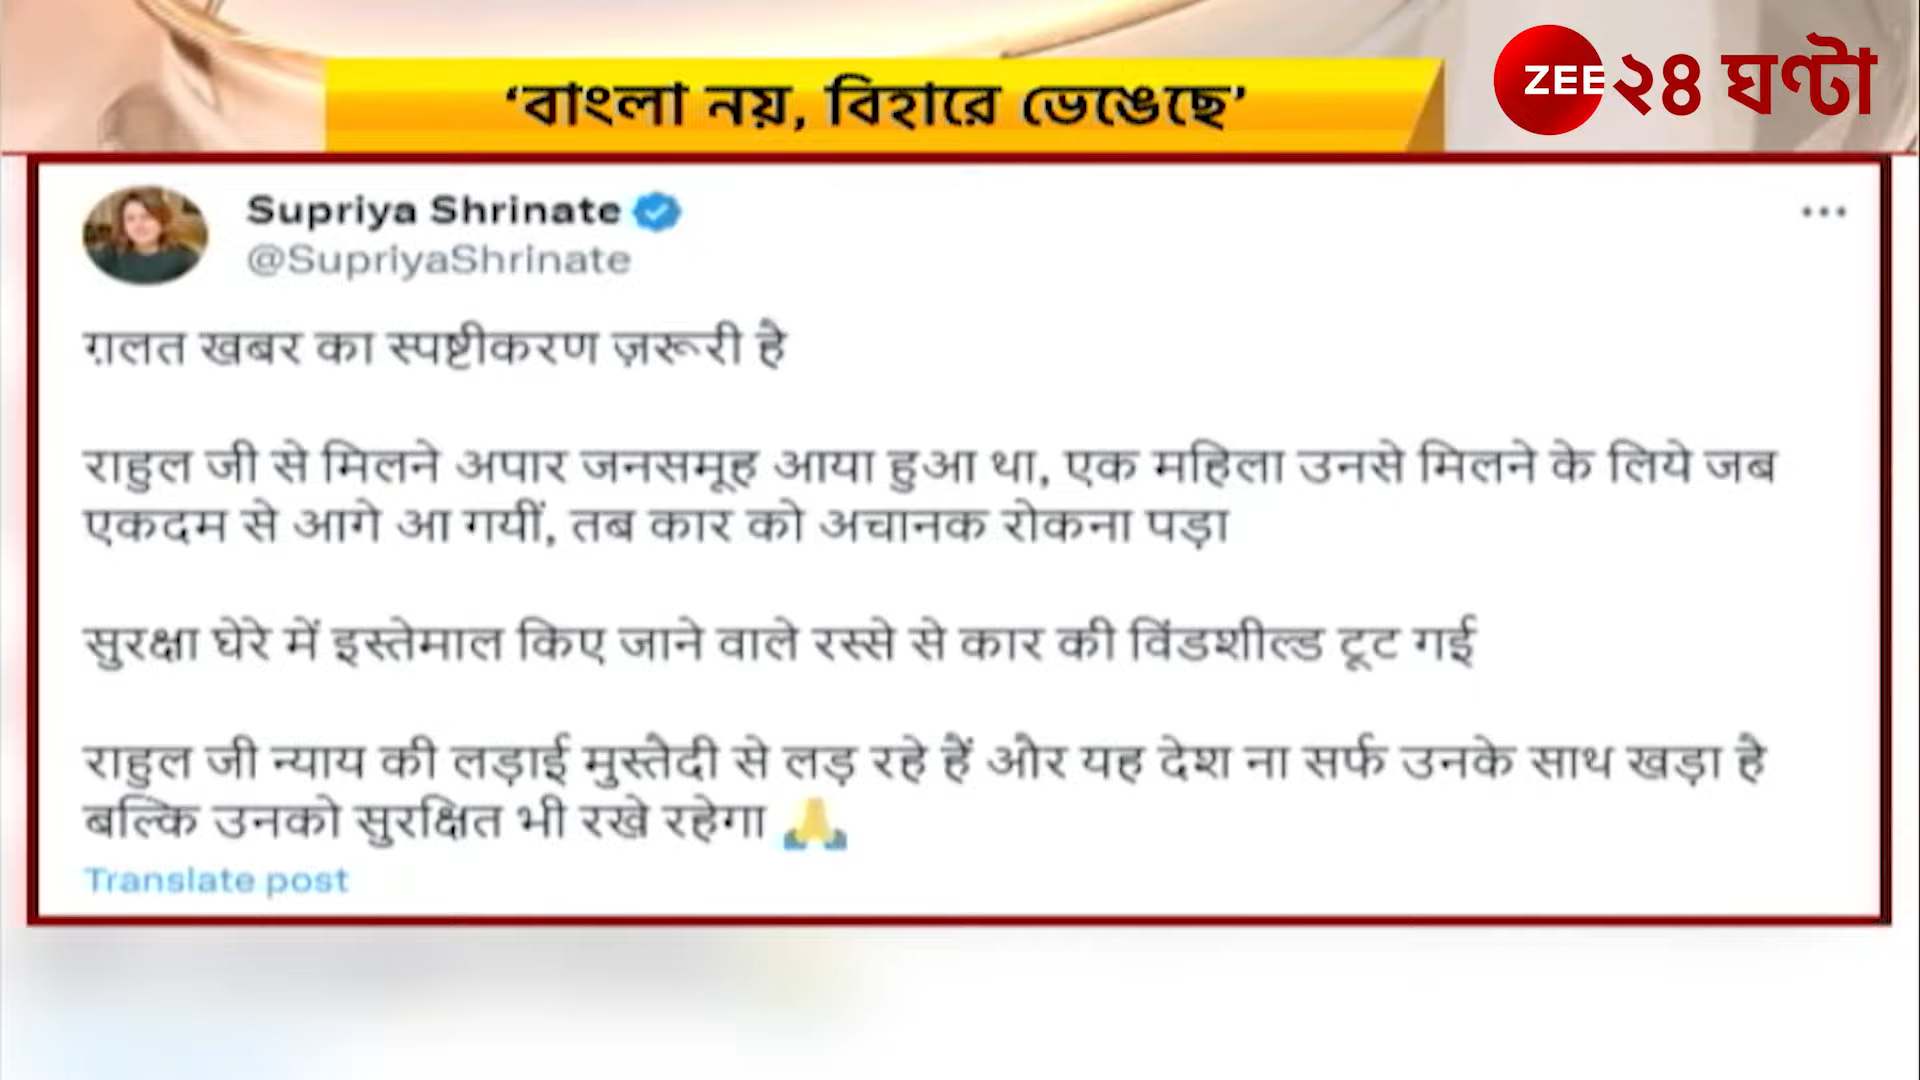 ‘বাংলা নয়, বিহারে ভেঙেছে’
ZEE ২৪ ঘণ্টা
Supriya Shrinate
@SupriyaShrinate
ग़लत खबर का स्पष्टीकरण ज़रूरी है
राहुल जी से मिलने अपार जनसमूह आया हुआ था, एक महिला उनसे मिलने के लिये जब
एकदम से आगे आ गयीं, तब कार को अचानक रोकना पड़ा
सुरक्षा घेरे में इस्तेमाल किए जाने वाले रस्से से कार की विंडशील्ड टूट गई
राहुल जी न्याय की लड़ाई मुस्तैदी से लड़ रहे हैं और यह देश ना सर्फ उनके साथ खड़ा है
बल्कि उनको सुरक्षित भी रखे रहेगा 🙏
Translate post